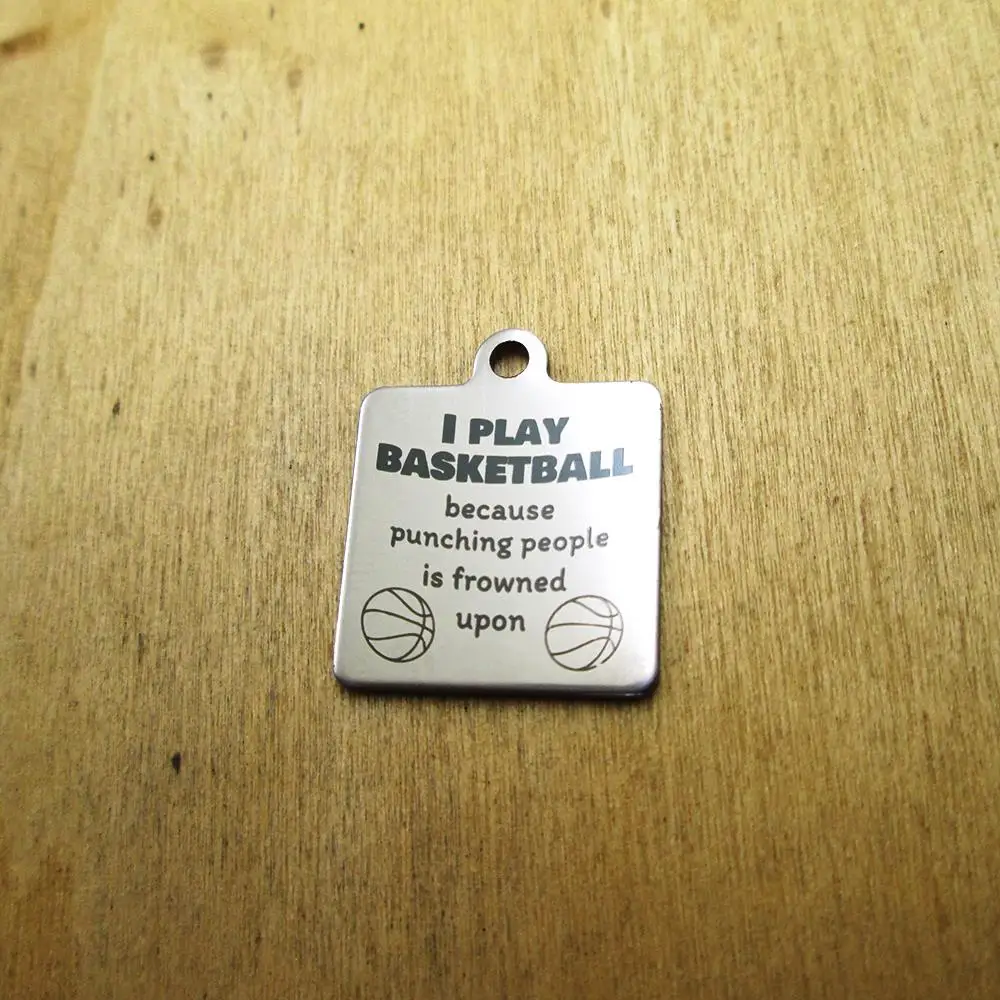 I PLAY
BASKETBALL
because
punching people
is frowned
upon